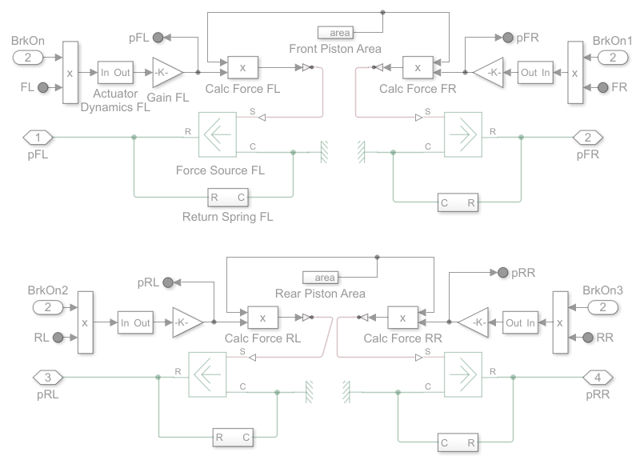 area
Front Piston Area
BrkOn
2
pFL
pFR
BrkOn1
2
FL
x
In Out
-K-
x
x
-K-
Out In
x
FR
Actuator
Dynamics FL
Gain FL
Calc Force FL
Calc Force FR
S
S
1
pFL
R
C
C
R
2
pFR
Force Source FL
R C
Return Spring FL
C R
area
Rear Piston Area
BrkOn2
2
pRL
pRR
BrkOn3
2
RL
x
In Out
-K-
x
x
-K-
Out In
x
RR
Calc Force RL
Calc Force RR
S
S
3
pRL
R
C
C
R
4
pRR
R C
C R